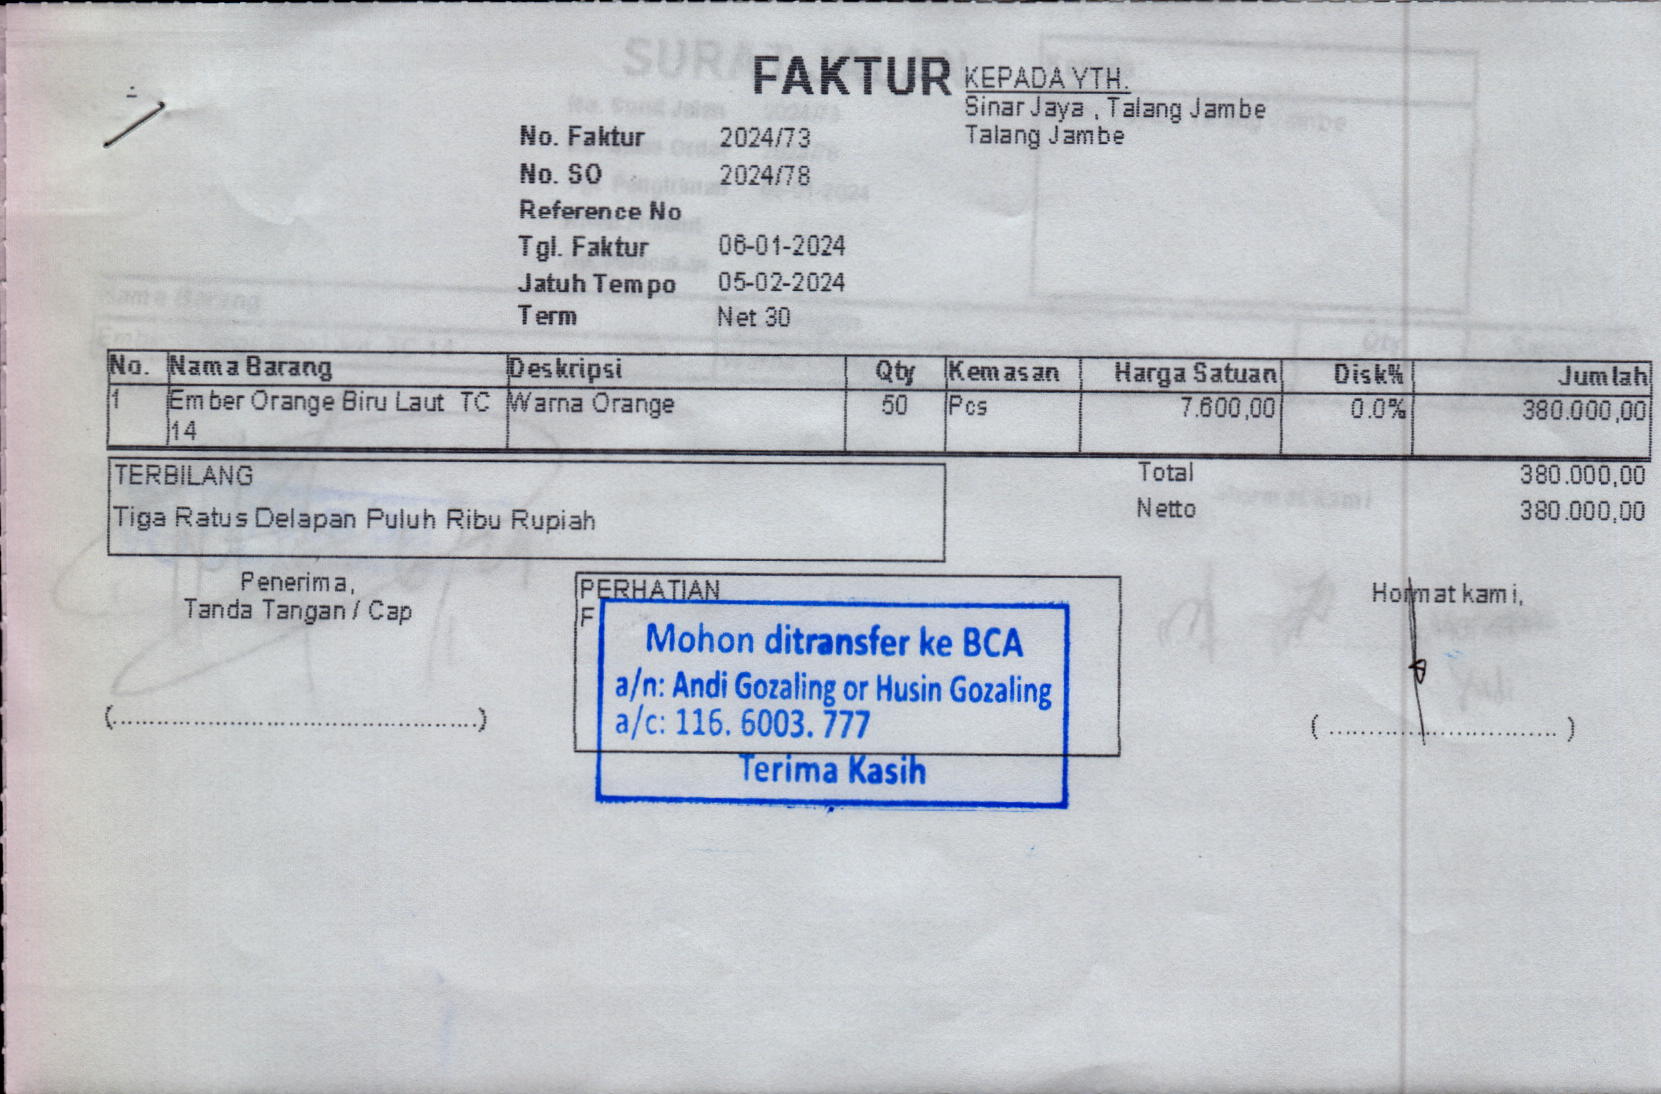 FAKTUR
KEPADA YTH.
Sinar Jaya , Talang Jambe
Talang Jambe
No. Faktur 2024/73
No. SO 2024/78
Reference No
Tgl. Faktur 06-01-2024
Jatuh Tempo 05-02-2024
Term Net 30
No. Nama Barang Deskripsi Qty Kemasan Harga Satuan Disk% Jumlah
1 Ember Orange Biru Laut TC Warna Orange 50 Pcs 7.600,00 0.0% 380.000,00
14
TERBILANG
Tiga Ratus Delapan Puluh Ribu Rupiah
Total 380.000,00
Netto 380.000,00
Penerima,
Tanda Tangan / Cap
(................................................)
PERHATIAN
F
Mohon ditransfer ke BCA
a/n: Andi Gozaling or Husin Gozaling
a/c: 116. 6003. 777
Terima Kasih
Hormat kami,
( .............................. )